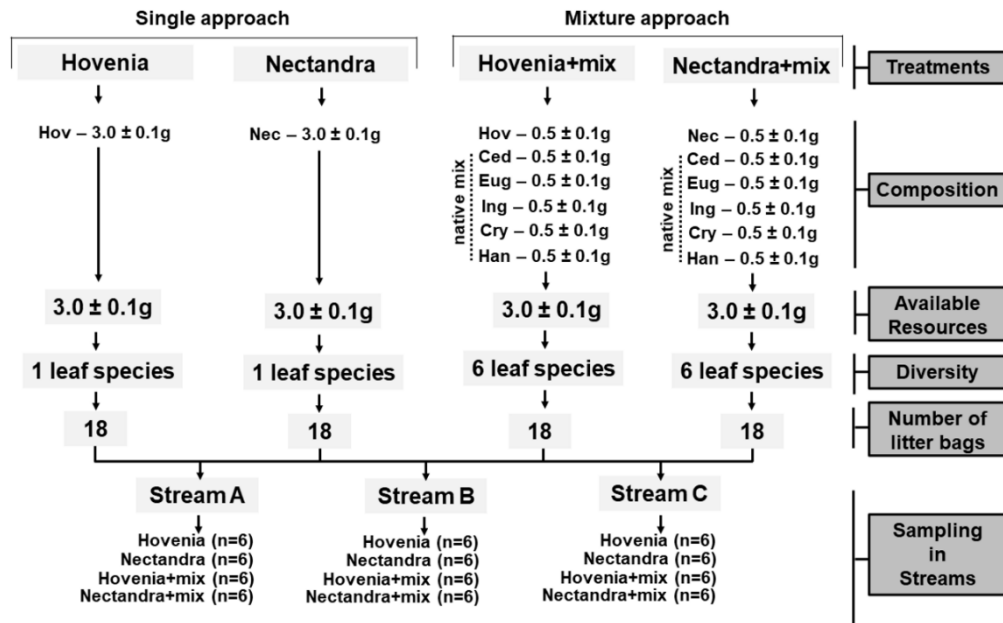 Single approach
Mixture approach
Hovenia
Nectandra
Hovenia+mix
Nectandra+mix
Treatments
Hov – 3.0 ± 0.1g
Nec – 3.0 ± 0.1g
native mix
Hov – 0.5 ± 0.1g
Ced – 0.5 ± 0.1g
Eug – 0.5 ± 0.1g
Ing – 0.5 ± 0.1g
Cry – 0.5 ± 0.1g
Han – 0.5 ± 0.1g
native mix
Nec – 0.5 ± 0.1g
Ced – 0.5 ± 0.1g
Eug – 0.5 ± 0.1g
Ing – 0.5 ± 0.1g
Cry – 0.5 ± 0.1g
Han – 0.5 ± 0.1g
Composition
3.0 ± 0.1g
3.0 ± 0.1g
3.0 ± 0.1g
3.0 ± 0.1g
Available
Resources
1 leaf species
1 leaf species
6 leaf species
6 leaf species
Diversity
18
18
18
18
Number of
litter bags
Stream A
Hovenia (n=6)
Nectandra (n=6)
Hovenia+mix (n=6)
Nectandra+mix (n=6)
Stream B
Hovenia (n=6)
Nectandra (n=6)
Hovenia+mix (n=6)
Nectandra+mix (n=6)
Stream C
Hovenia (n=6)
Nectandra (n=6)
Hovenia+mix (n=6)
Nectandra+mix (n=6)
Sampling
in
Streams